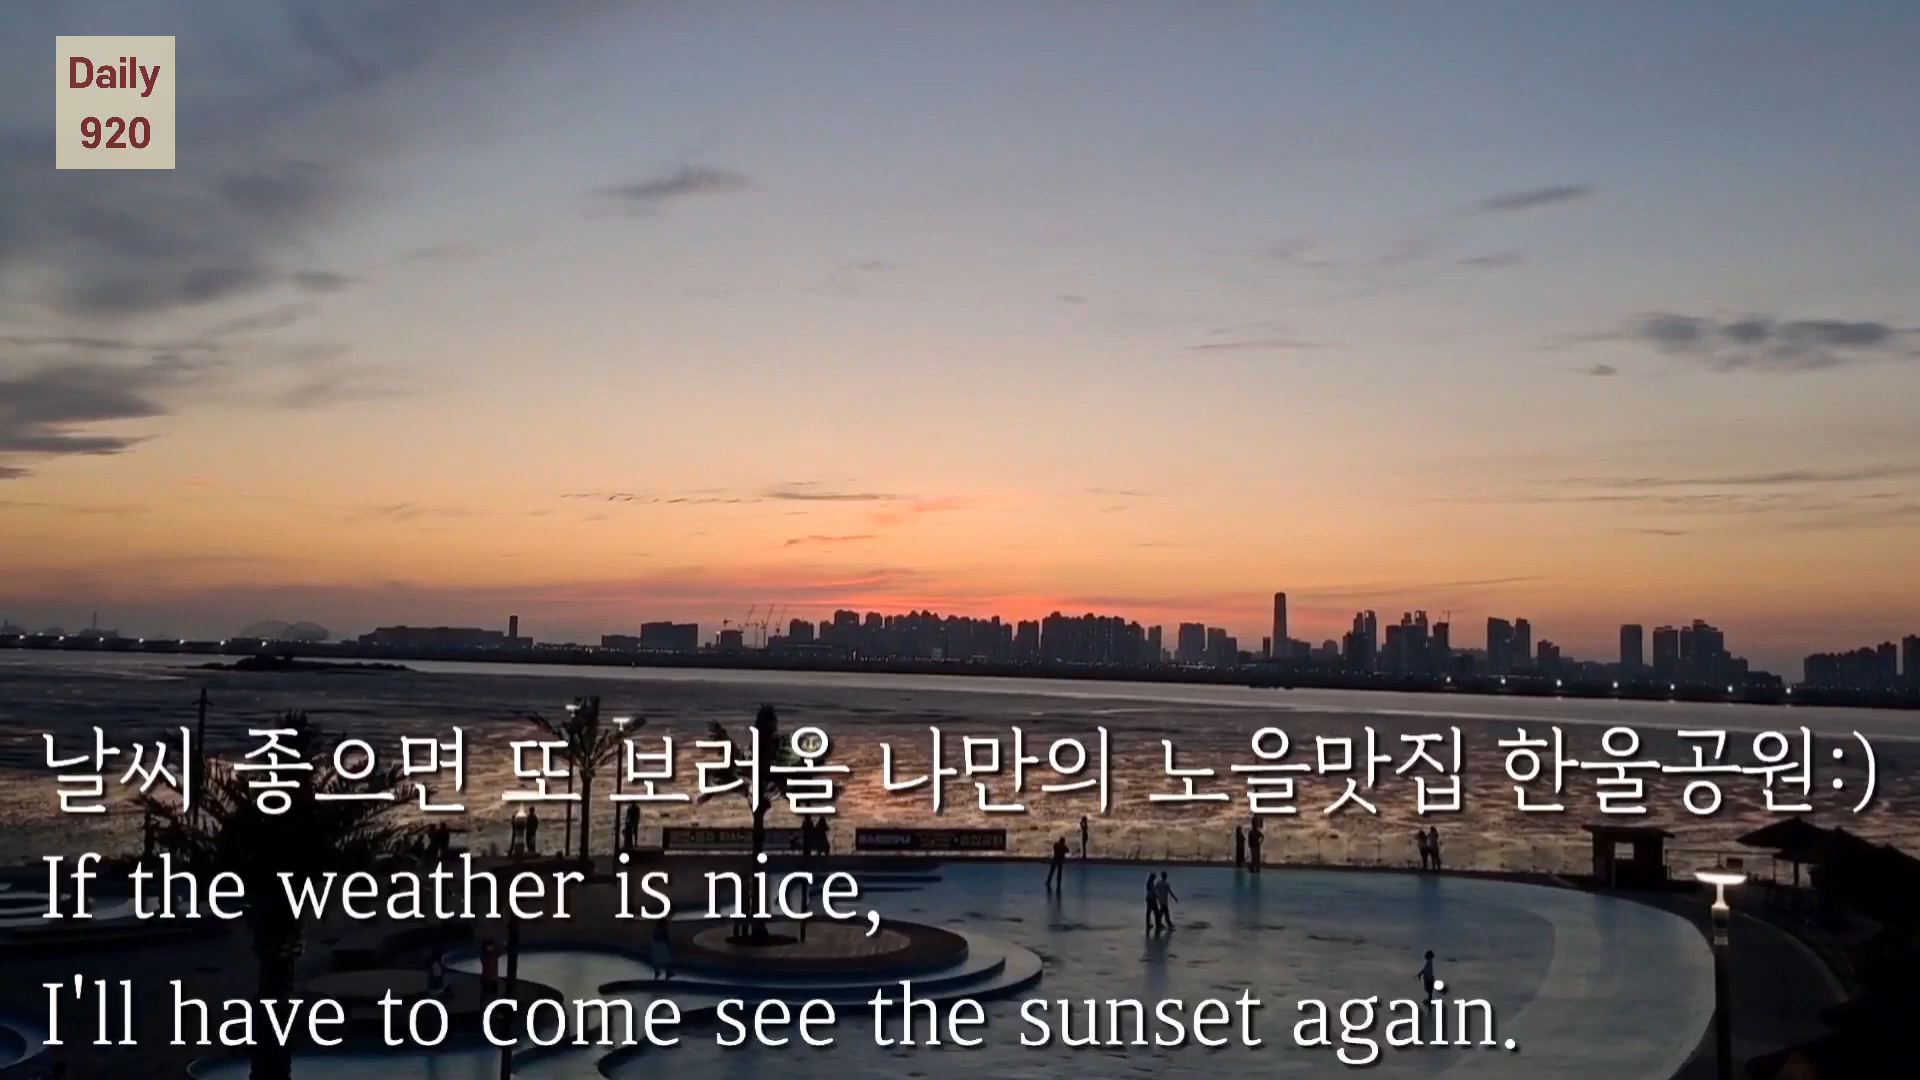 Daily
920
날씨 좋으면 또 보러올 나만의 노을맛집 한울공원:)
If the weather is nice,
I'll have to come see the sunset again.